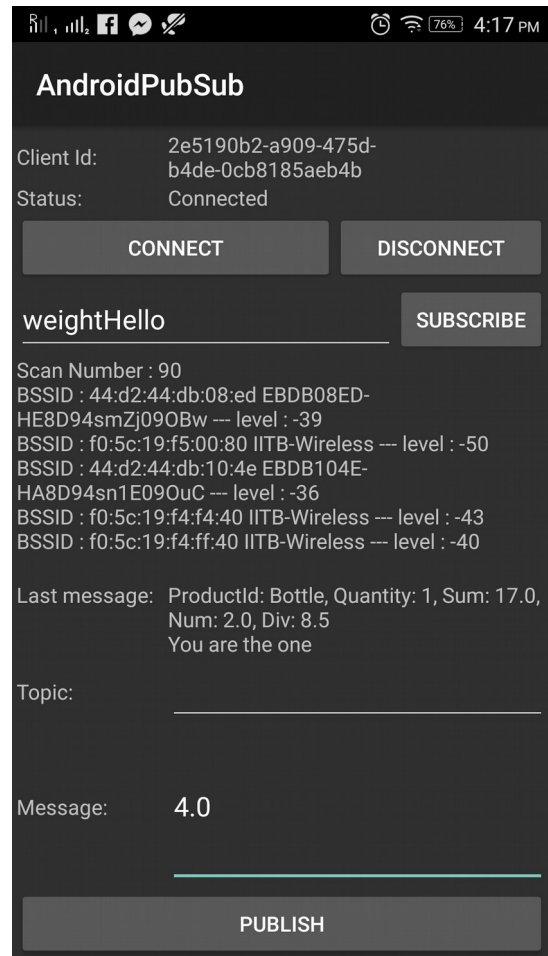 R 1 2 76% 4:17 PM
AndroidPubSub
Client Id: 2e5190b2-a909-475d-
b4de-0cb8185aeb4b
Status: Connected
CONNECT DISCONNECT
weightHello SUBSCRIBE
Scan Number : 90
BSSID : 44:d2:44:db:08:ed EBDB08ED-
HE8D94smZj09OBw --- level : -39
BSSID : f0:5c:19:f5:00:80 IITB-Wireless --- level : -50
BSSID : 44:d2:44:db:10:4e EBDB104E-
HA8D94sn1E09OuC --- level : -36
BSSID : f0:5c:19:f4:f4:40 IITB-Wireless --- level : -43
BSSID : f0:5c:19:f4:ff:40 IITB-Wireless --- level : -40
Last message: ProductId: Bottle, Quantity: 1, Sum: 17.0,
Num: 2.0, Div: 8.5
You are the one
Topic:
Message: 4.0
PUBLISH